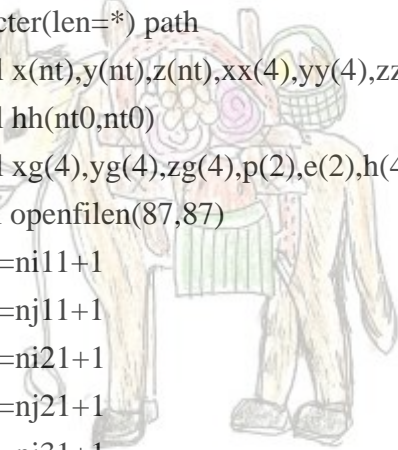 cter(len=*) path
l x(nt),y(nt),z(nt),xx(4),yy(4),zz
l hh(nt0,nt0)
l xg(4),yg(4),zg(4),p(2),e(2),h(4
l openfilen(87,87)
=ni11+1
=nj11+1
=ni21+1
=nj21+1